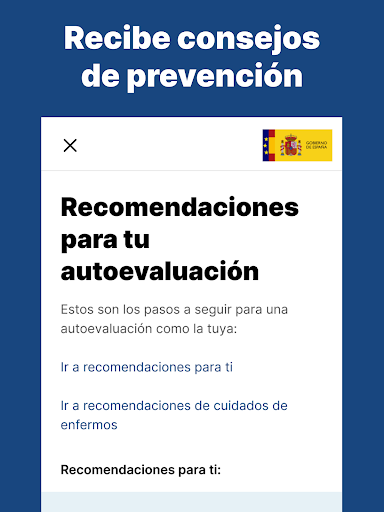 Recibe consejos
de prevención
GOBIERNO
DE ESPAÑA
Recomendaciones
para tu
autoevaluación
Estos son los pasos a seguir para una
autoevaluación como la tuya:
Ir a recomendaciones para ti
Ir a recomendaciones de cuidados de
enfermos
Recomendaciones para ti: